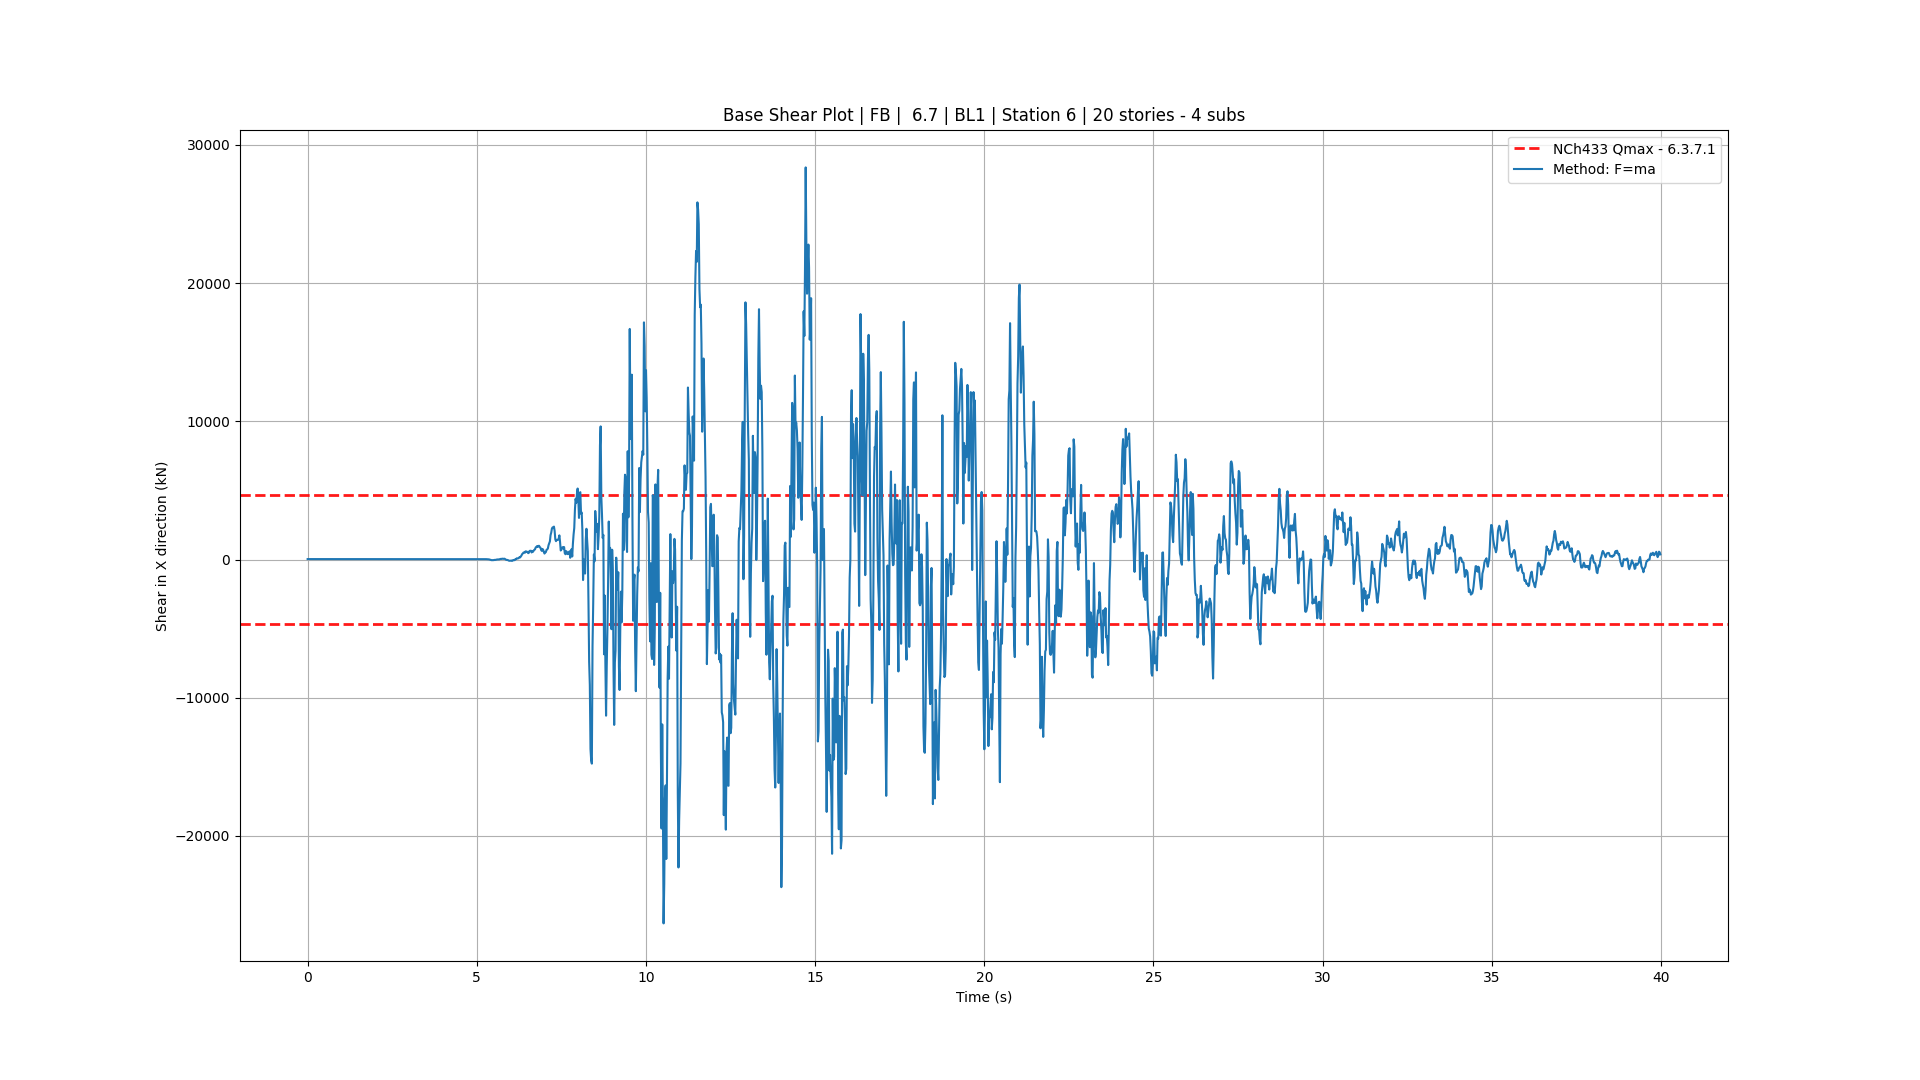 Base Shear Plot | FB |  6.7 | BL1 | Station 6 | 20 stories - 4 subs
NCh433 Qmax - 6.3.7.1
Method: F=ma
Shear in X direction (kN)
30000
20000
10000
0
−10000
−20000
0 5 10 15 20 25 30 35 40
Time (s)